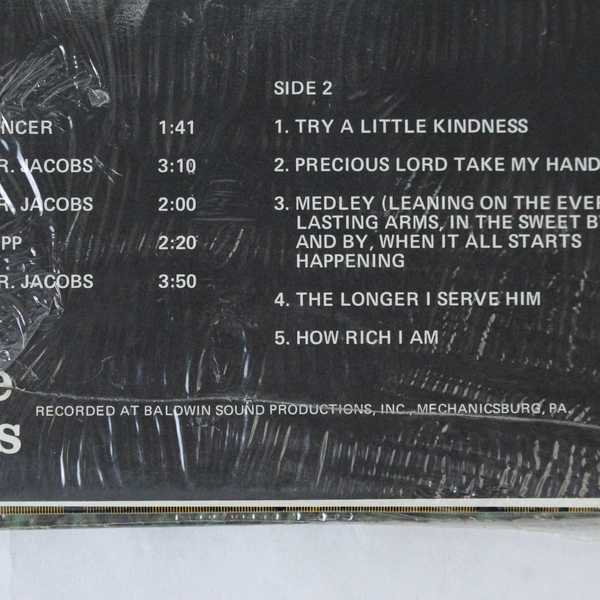 SIDE 2
NCER 1:41 1. TRY A LITTLE KINDNESS
R. JACOBS 3:10 2. PRECIOUS LORD TAKE MY HAND
R. JACOBS 2:00 3. MEDLEY (LEANING ON THE EVER
LASTING ARMS, IN THE SWEET B
PP 2:20 AND BY, WHEN IT ALL STARTS
HAPPENING
R. JACOBS 3:50
4. THE LONGER I SERVE HIM
5. HOW RICH I AM
e
RECORDED AT BALDWIN SOUND PRODUCTIONS, INC., MECHANICSBURG, PA.
s